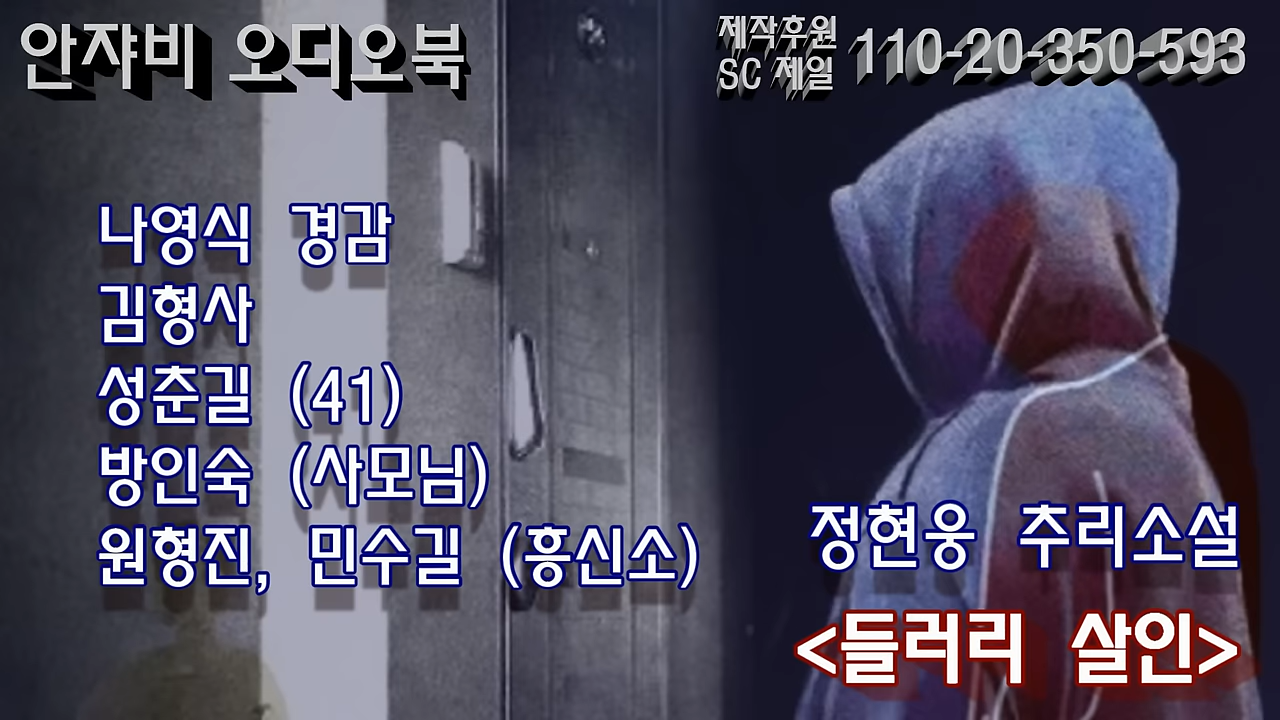 안쟈비 오디오북
제작후원
SC 제일
110-20-350-593
나영식 경감
김형사
성춘길 (41)
방인숙 (사모님)
원형진, 민수길 (흥신소)
정현웅 추리소설
<들러리 살인>